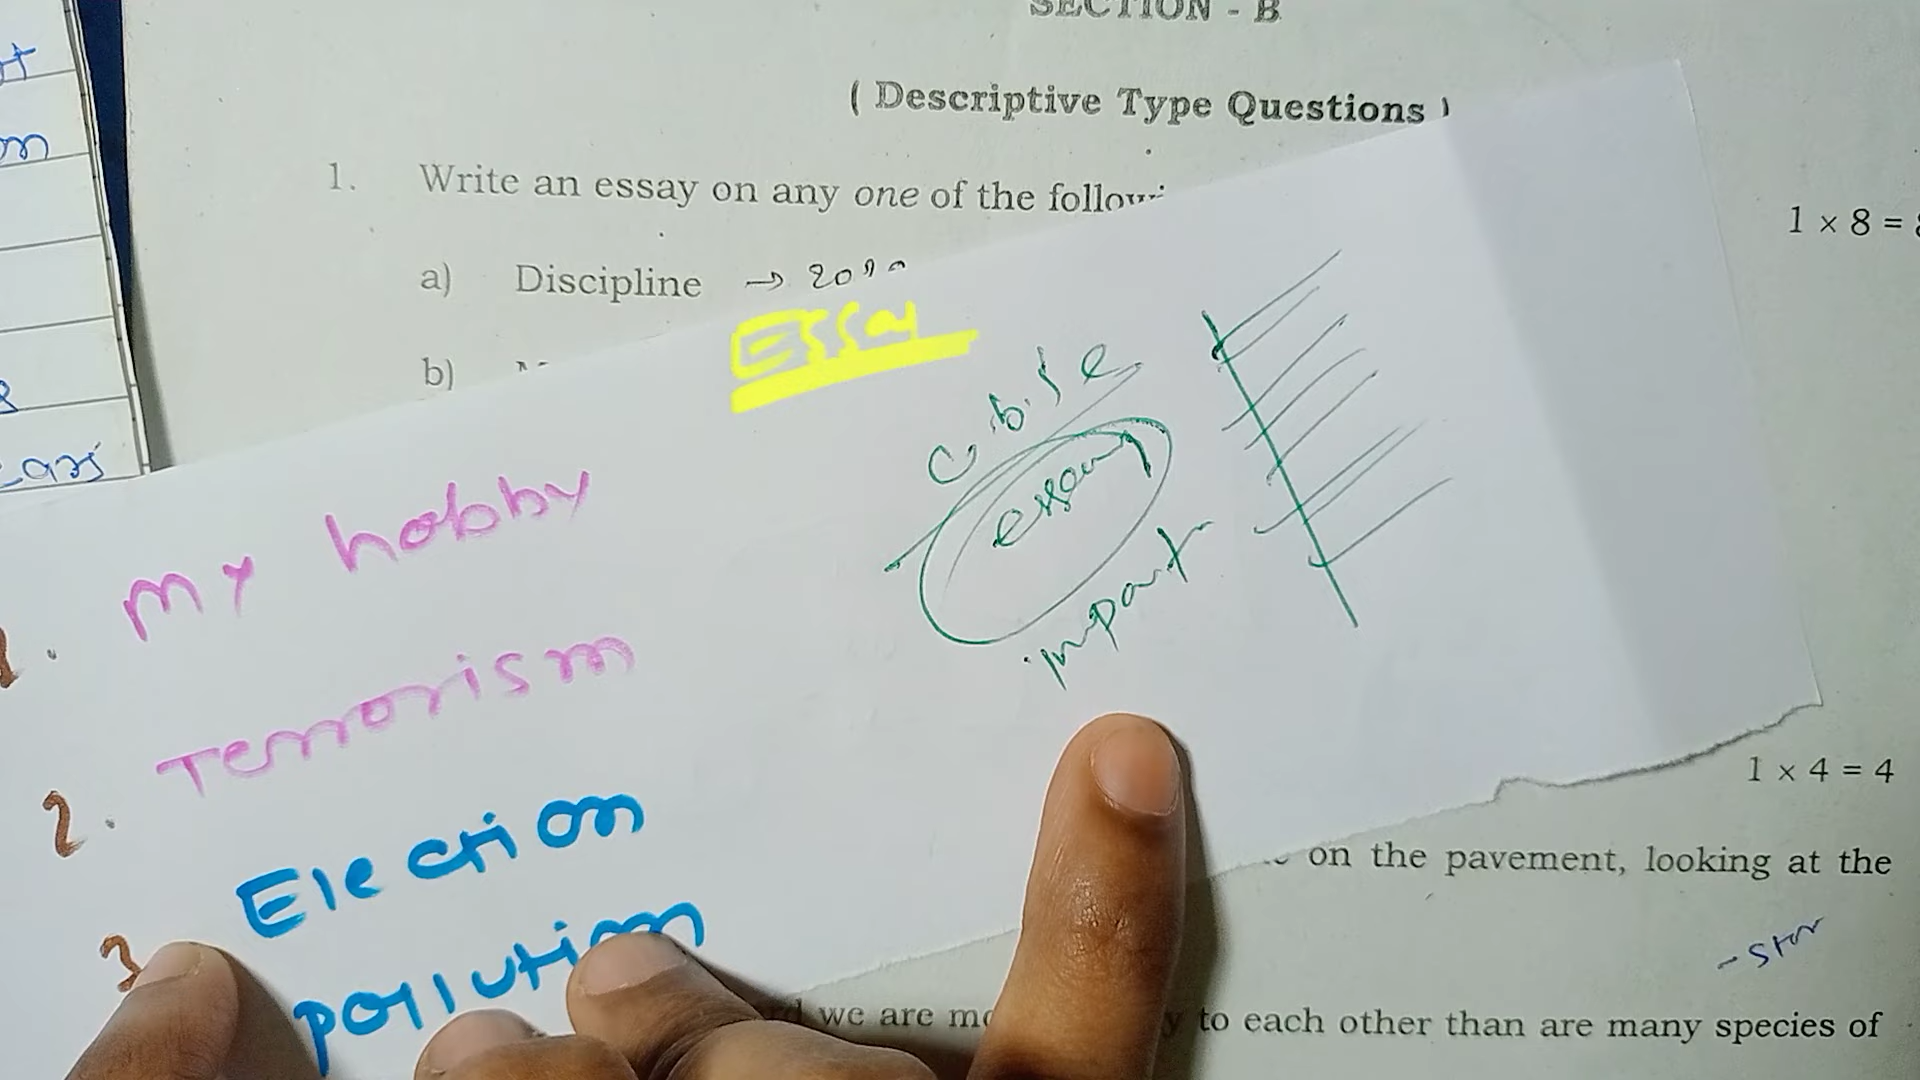 SECTION - B
( Descriptive Type Questions )
1. Write an essay on any one of the
a) Discipline →
b)
1 × 8 =
Essay
C.b.s.e
essay
import
1. my hobby
2. Terrorism
3 Election
pollution
1 × 4 = 4
on the pavement, looking at the
- star
we are
to each other than are many species of